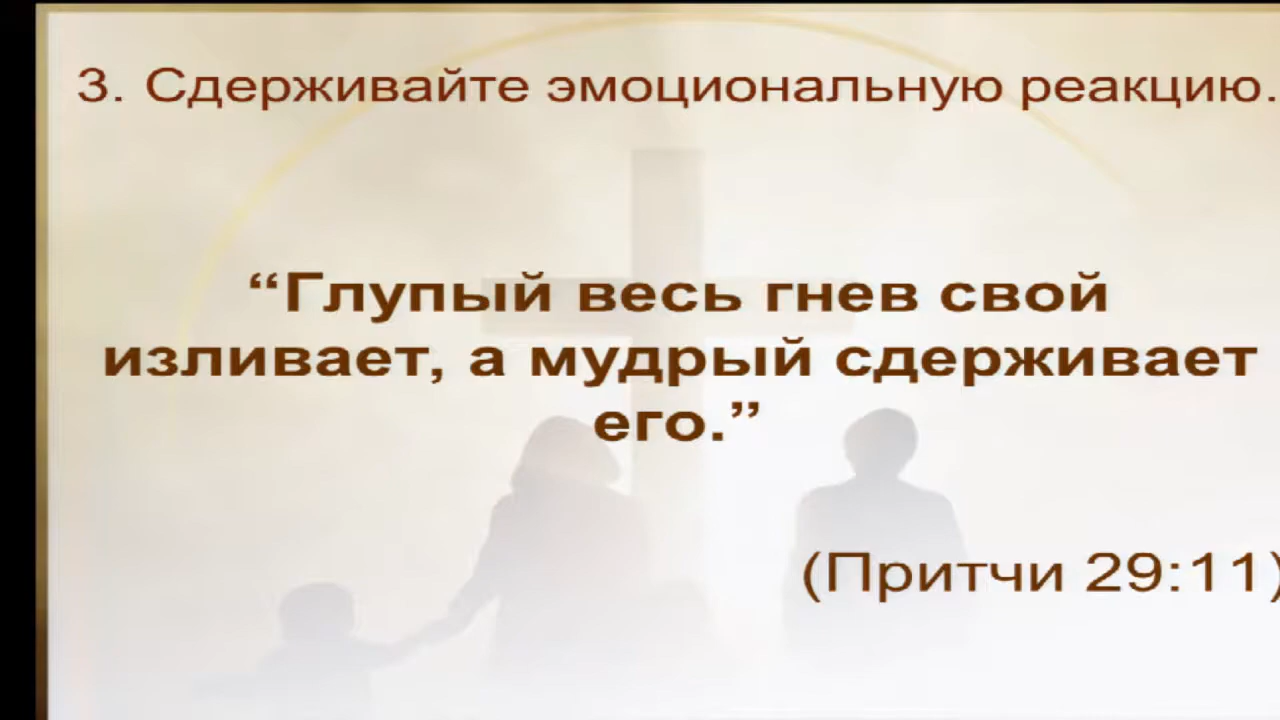 3. Сдерживайте эмоциональную реакцию.
“Глупый весь гнев свой
изливает, а мудрый сдерживает
его.”
(Притчи 29:11)